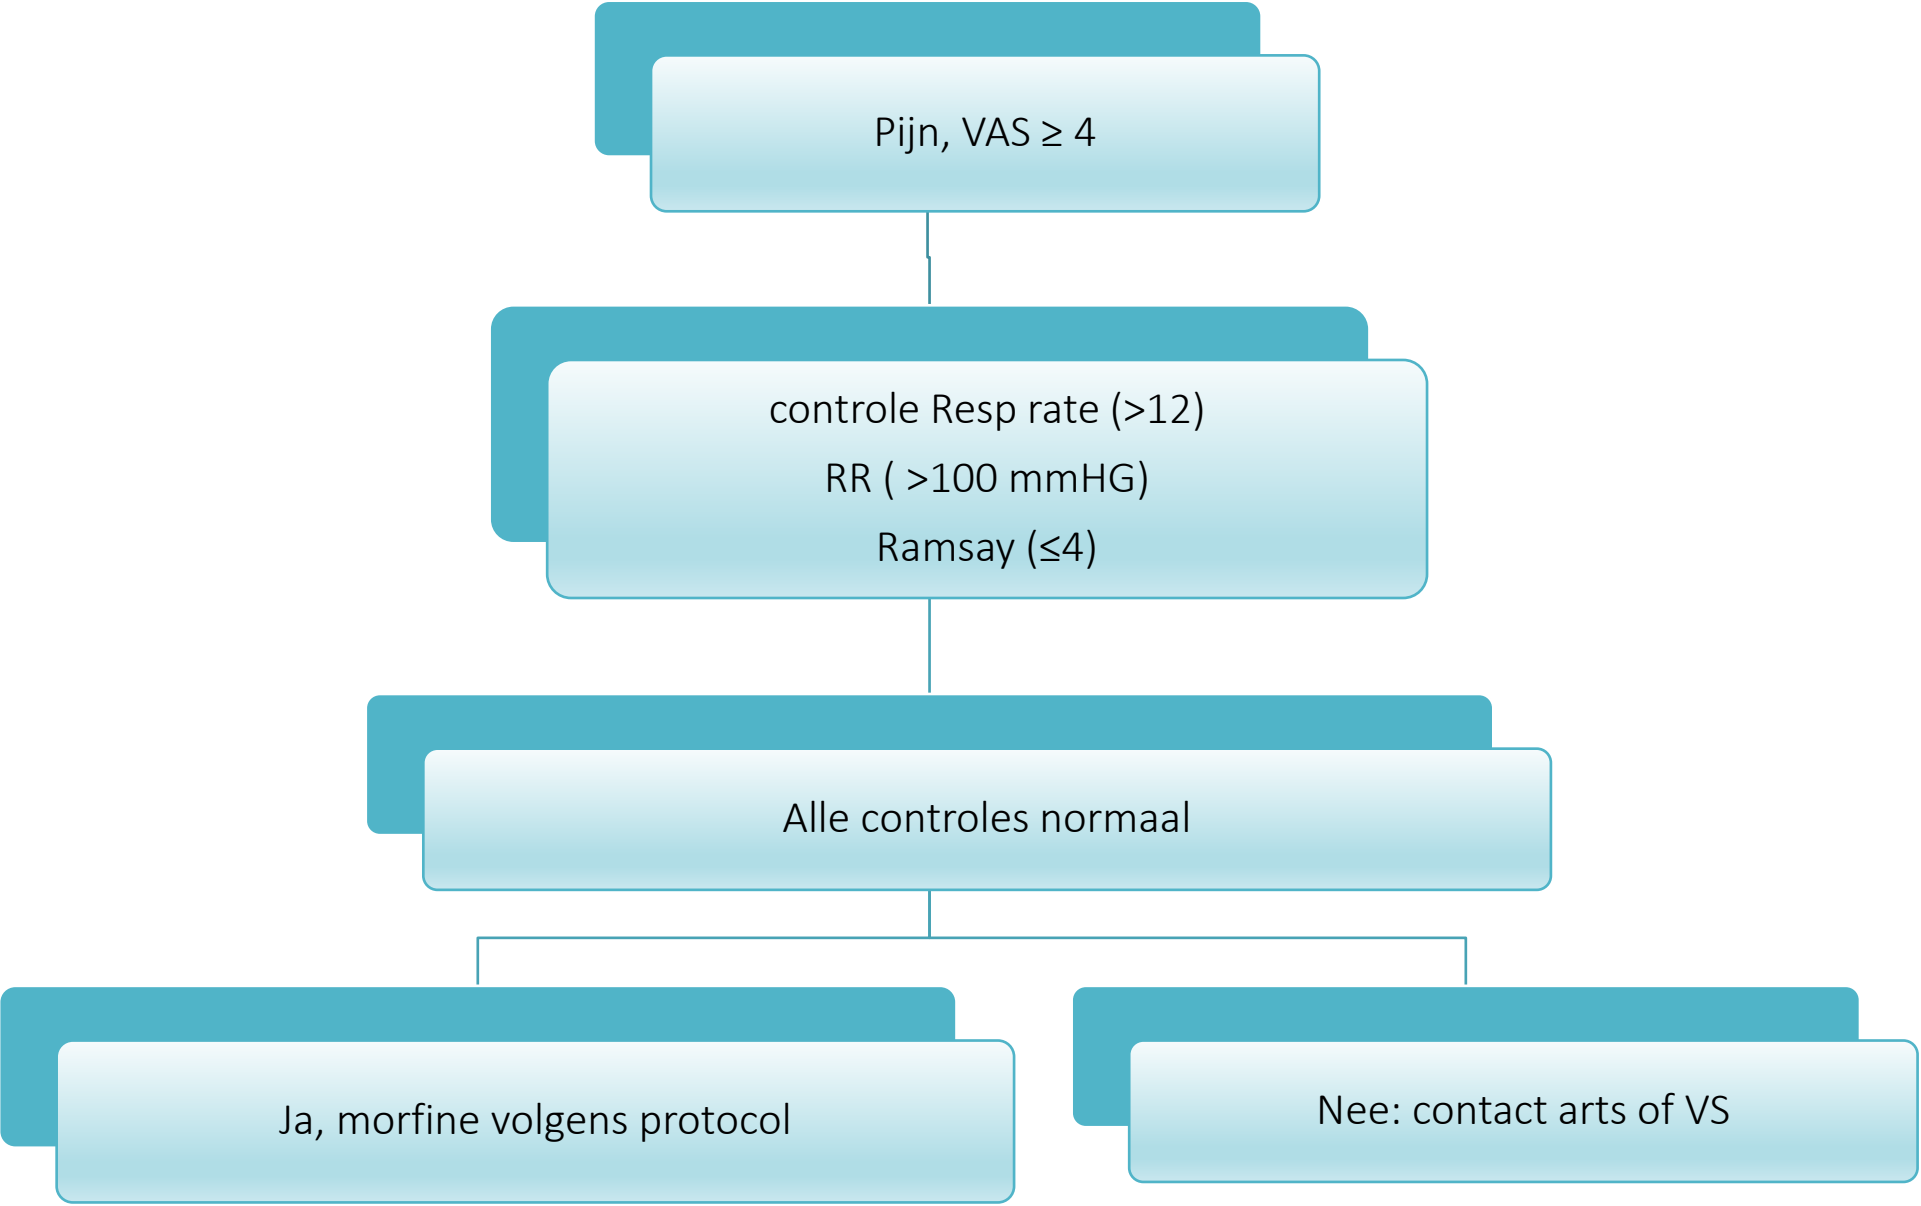 Pijn, VAS ≥ 4
controle Resp rate (>12)
RR ( >100 mmHG)
Ramsay (≤4)
Alle controles normaal
Ja, morfine volgens protocol
Nee: contact arts of VS